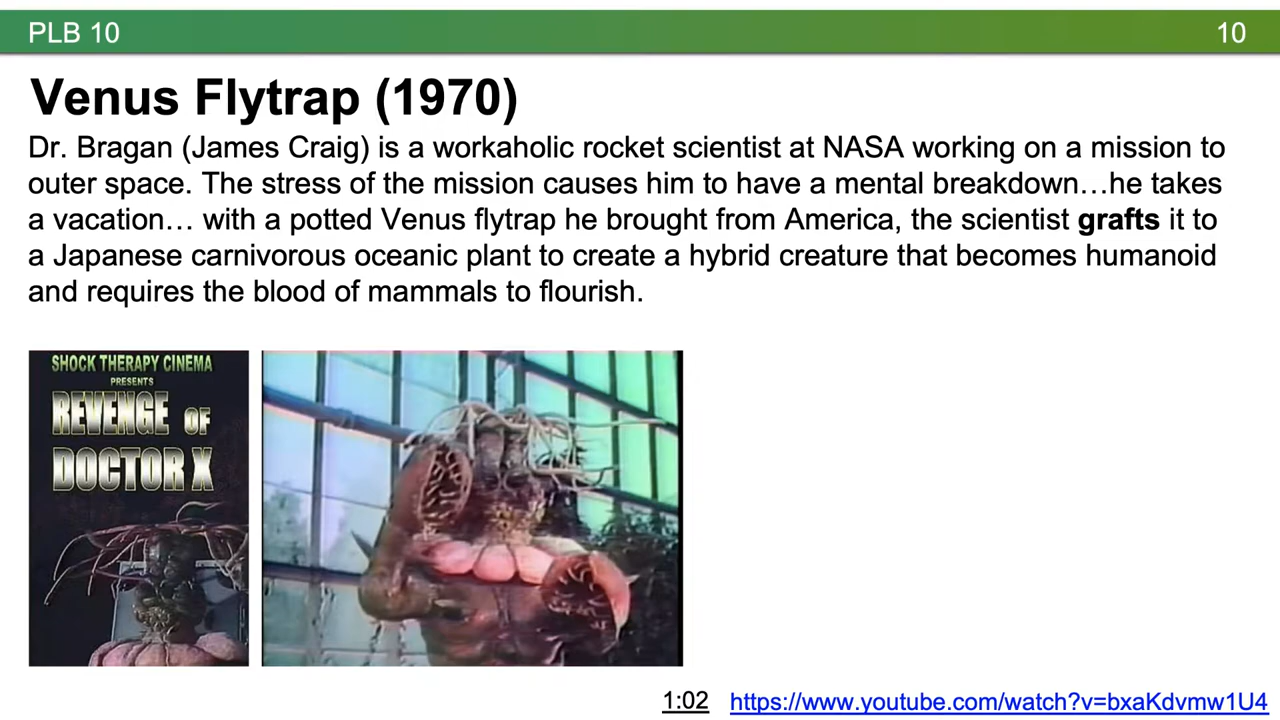 PLB 10
10
Venus Flytrap (1970)
Dr. Bragan (James Craig) is a workaholic rocket scientist at NASA working on a mission to
outer space. The stress of the mission causes him to have a mental breakdown…he takes
a vacation… with a potted Venus flytrap he brought from America, the scientist grafts it to
a Japanese carnivorous oceanic plant to create a hybrid creature that becomes humanoid
and requires the blood of mammals to flourish.
SHOCK THERAPY CINEMA
PRESENTS
REVENGE OF
DOCTOR X
1:02 https://www.youtube.com/watch?v=bxaKdvmw1U4